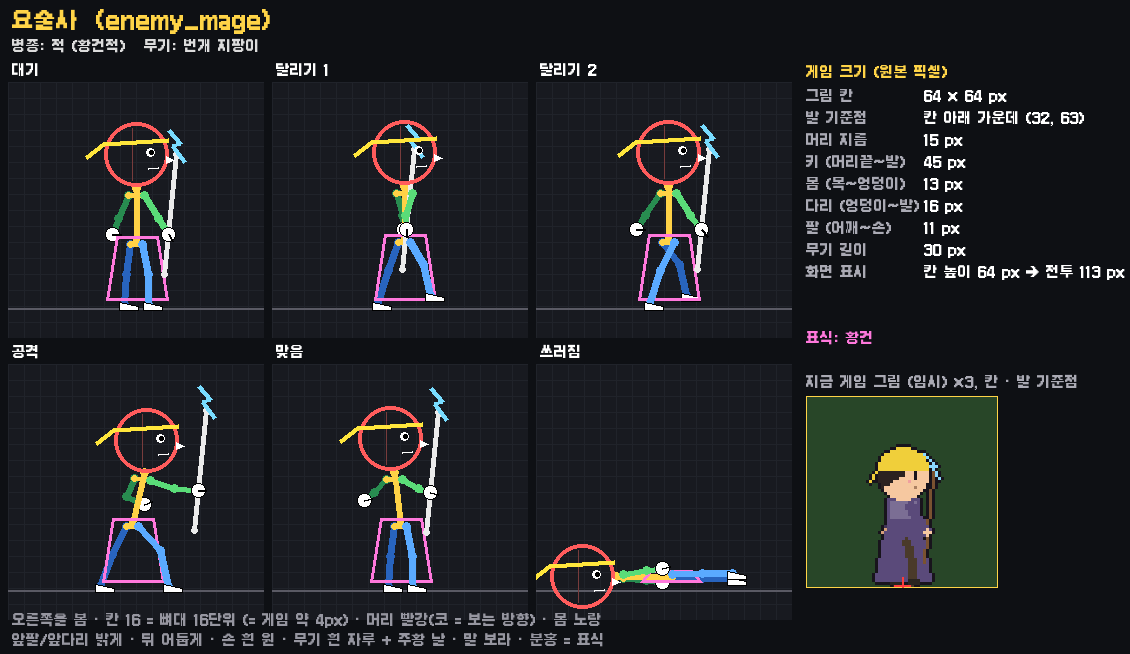 요술사 (enemy_mage)
병종: 적 (황건적)   무기: 번개 지팡이
대기
달리기 1
달리기 2
공격
맞음
쓰러짐
오른쪽을 봄 · 칸 16 = 뼈대 16단위 (= 게임 약 4px) · 머리 빨강(코 = 보는 방향) · 몸 노랑
앞팔/앞다리 밝게 · 뒤 어둡게 · 손 흰 원 · 무기 흰 자루 + 주황 날 · 말 보라 · 분홍 = 표식
게임 크기 (원본 픽셀)
그림 칸 64 × 64 px
발 기준점 칸 아래 가운데 (32, 63)
머리 지름 15 px
키 (머리끝~발) 45 px
몸 (목~엉덩이) 13 px
다리 (엉덩이~발) 16 px
팔 (어깨~손) 11 px
무기 길이 30 px
화면 표시 칸 높이 64 px → 전투 113 px
표식: 황건
지금 게임 그림 (임시) ×3, 칸 · 발 기준점